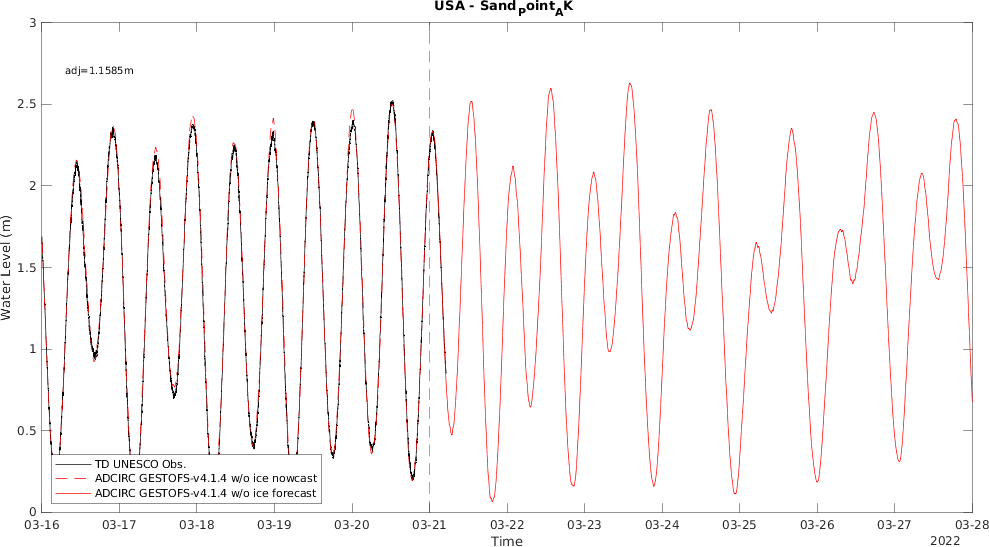 USA - Sand_Point_AK
3
adj=1.1585m
2.5
2
1.5
1
0.5
0
Water Level (m)
TD UNESCO Obs.
ADCIRC GESTOFS-v4.1.4 w/o ice nowcast
ADCIRC GESTOFS-v4.1.4 w/o ice forecast
03-16 03-17 03-18 03-19 03-20 03-21 03-22 03-23 03-24 03-25 03-26 03-27 03-28
Time
2022